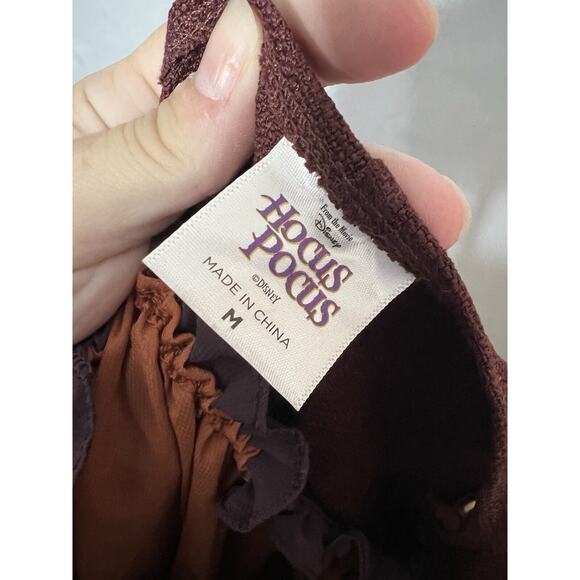 From the Movie
Disney
HOCUS
POCUS
©DISNEY
MADE IN CHINA
M